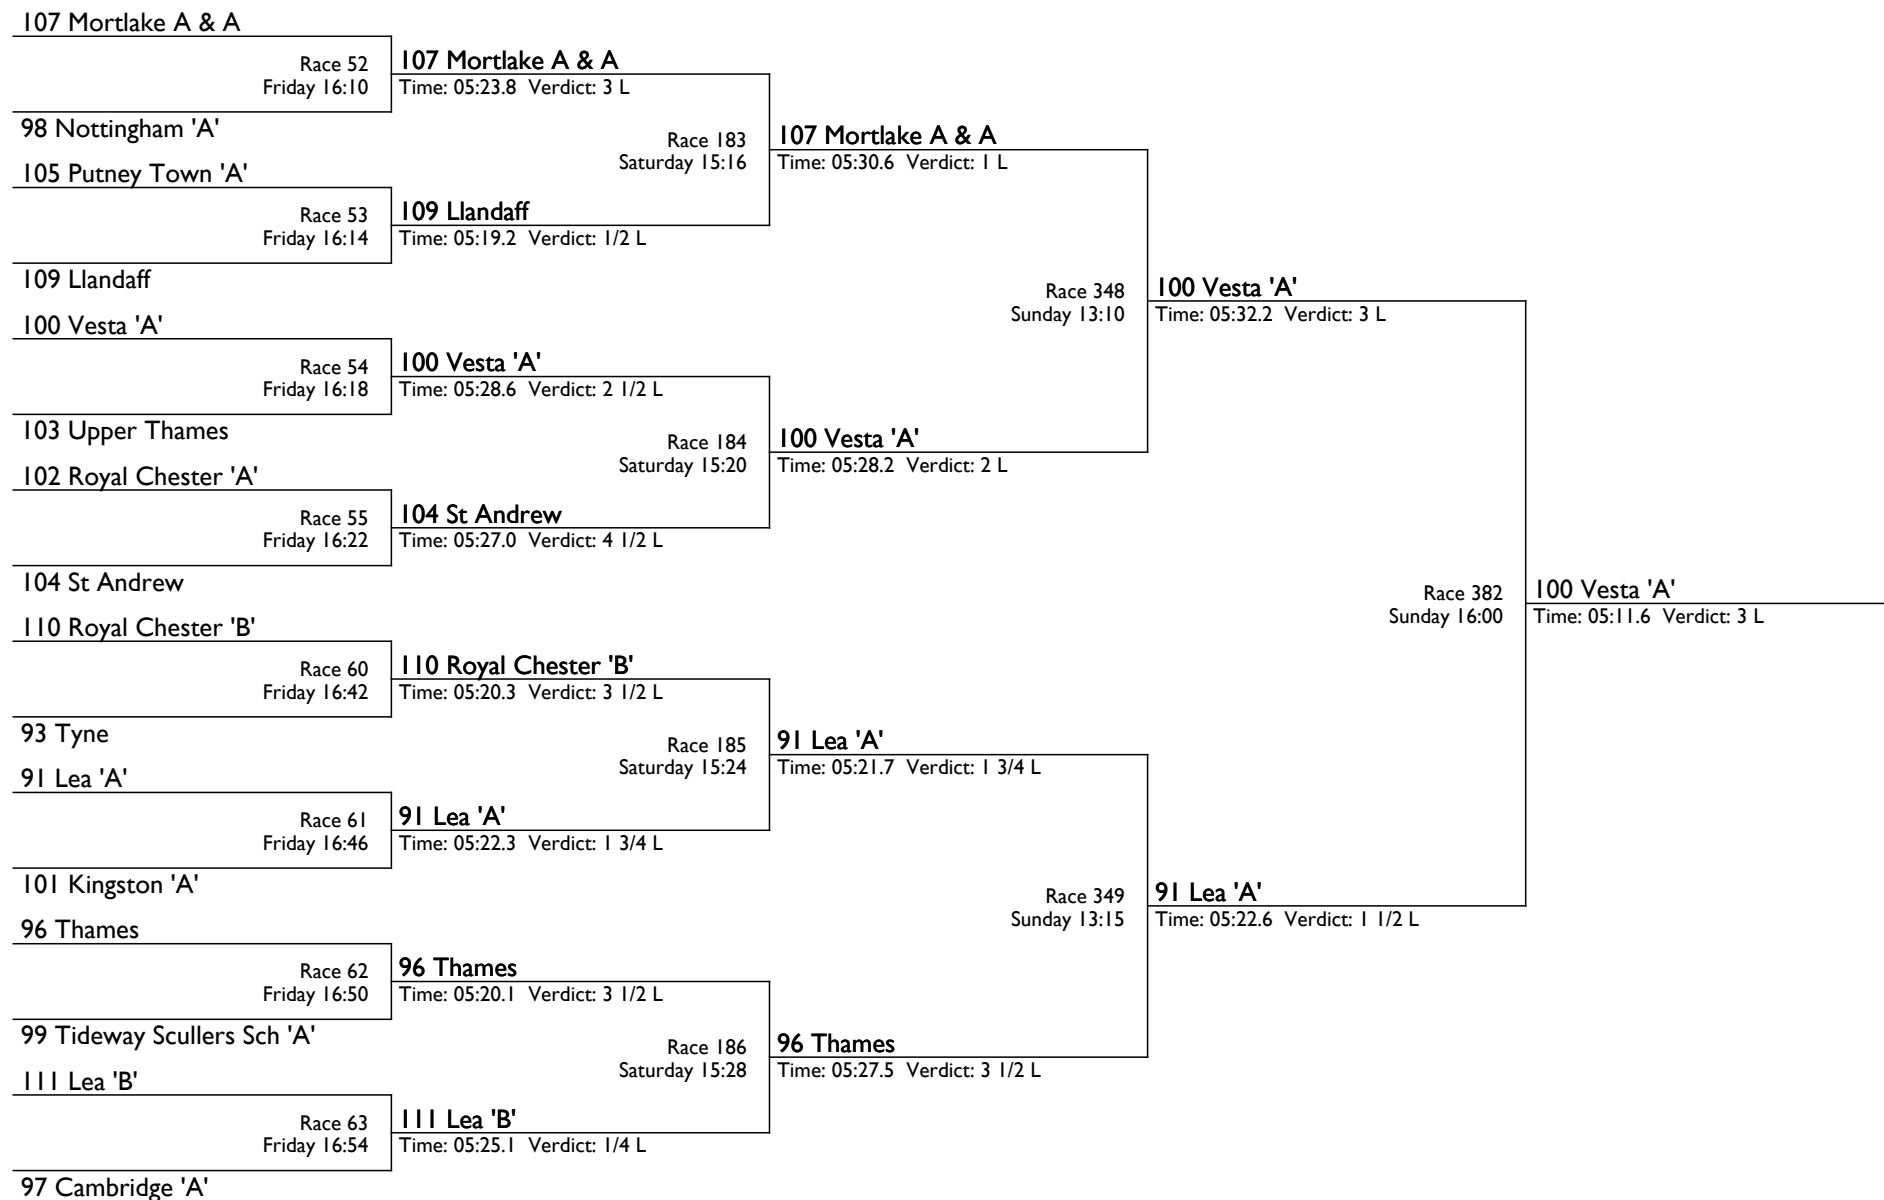 107 Mortlake A & A
Race 52
Friday 16:10
98 Nottingham 'A'
107 Mortlake A & A
Time: 05:23.8 Verdict: 3 L
105 Putney Town 'A'
Race 53
Friday 16:14
109 Llandaff
109 Llandaff
Time: 05:19.2 Verdict: 1/2 L
Race 183
Saturday 15:16
107 Mortlake A & A
Time: 05:30.6 Verdict: 1 L
100 Vesta 'A'
Race 54
Friday 16:18
103 Upper Thames
100 Vesta 'A'
Time: 05:28.6 Verdict: 2 1/2 L
102 Royal Chester 'A'
Race 55
Friday 16:22
104 St Andrew
104 St Andrew
Time: 05:27.0 Verdict: 4 1/2 L
Race 184
Saturday 15:20
100 Vesta 'A'
Time: 05:28.2 Verdict: 2 L
Race 348
Sunday 13:10
100 Vesta 'A'
Time: 05:32.2 Verdict: 3 L
110 Royal Chester 'B'
Race 60
Friday 16:42
93 Tyne
110 Royal Chester 'B'
Time: 05:20.3 Verdict: 3 1/2 L
91 Lea 'A'
Race 61
Friday 16:46
101 Kingston 'A'
91 Lea 'A'
Time: 05:22.3 Verdict: 1 3/4 L
Race 185
Saturday 15:24
91 Lea 'A'
Time: 05:21.7 Verdict: 1 3/4 L
96 Thames
Race 62
Friday 16:50
99 Tideway Scullers Sch 'A'
96 Thames
Time: 05:20.1 Verdict: 3 1/2 L
111 Lea 'B'
Race 63
Friday 16:54
97 Cambridge 'A'
111 Lea 'B'
Time: 05:25.1 Verdict: 1/4 L
Race 186
Saturday 15:28
96 Thames
Time: 05:27.5 Verdict: 3 1/2 L
Race 349
Sunday 13:15
91 Lea 'A'
Time: 05:22.6 Verdict: 1 1/2 L
Race 382
Sunday 16:00
100 Vesta 'A'
Time: 05:11.6 Verdict: 3 L